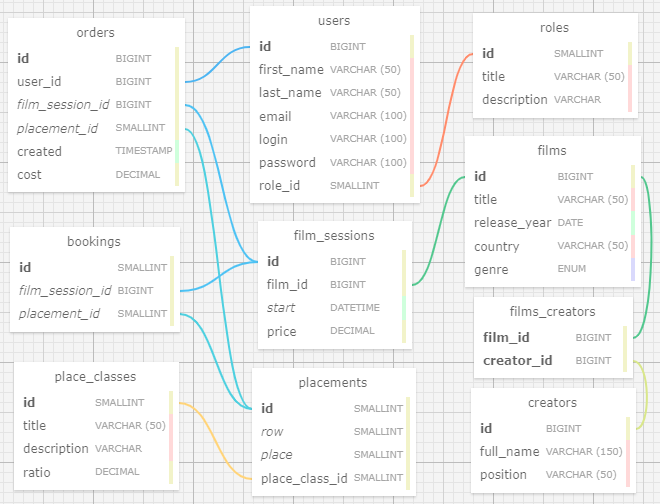 orders
id BIGINT
user_id BIGINT
film_session_id BIGINT
placement_id SMALLINT
created TIMESTAMP
cost DECIMAL
users
id BIGINT
first_name VARCHAR (50)
last_name VARCHAR (50)
email VARCHAR (100)
login VARCHAR (100)
password VARCHAR (100)
role_id SMALLINT
roles
id SMALLINT
title VARCHAR (50)
description VARCHAR
films
id BIGINT
title VARCHAR (50)
release_year DATE
country VARCHAR (50)
genre ENUM
bookings
id SMALLINT
film_session_id BIGINT
placement_id SMALLINT
film_sessions
id BIGINT
film_id BIGINT
start DATETIME
price DECIMAL
films_creators
film_id BIGINT
creator_id BIGINT
place_classes
id SMALLINT
title VARCHAR (50)
description VARCHAR
ratio DECIMAL
placements
id SMALLINT
row SMALLINT
place SMALLINT
place_class_id SMALLINT
creators
id BIGINT
full_name VARCHAR (150)
position VARCHAR (50)